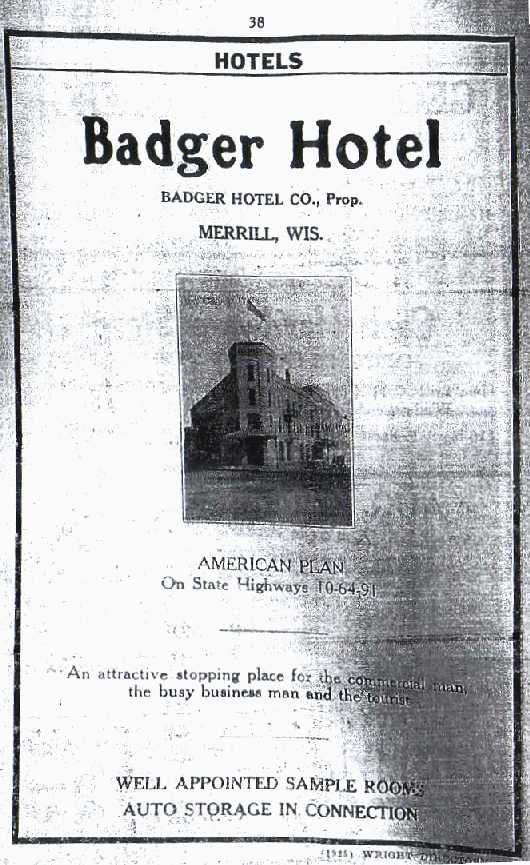 38
HOTELS
Badger Hotel
BADGER HOTEL CO., Prop.
MERRILL, WIS.
AMERICAN PLAN
On State Highways 10-64-91
An attractive stopping place for the commercial man,
the busy business man and the tourist
WELL APPOINTED SAMPLE ROOMS
AUTO STORAGE IN CONNECTION
WRIGHT